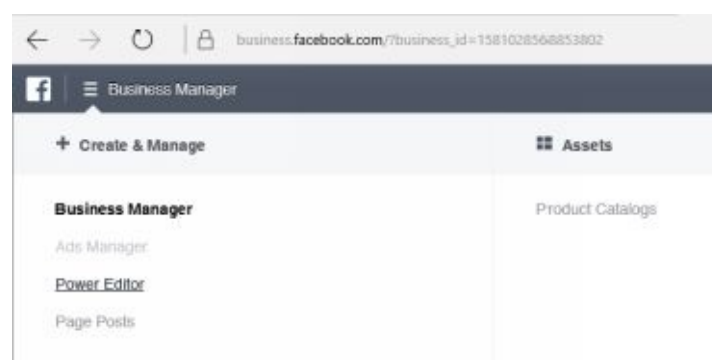 business.facebook.com/?business_id=1581028568853802
Business Manager
+ Create & Manage
Assets
Business Manager
Product Catalogs
Ads Manager
Power Editor
Page Posts